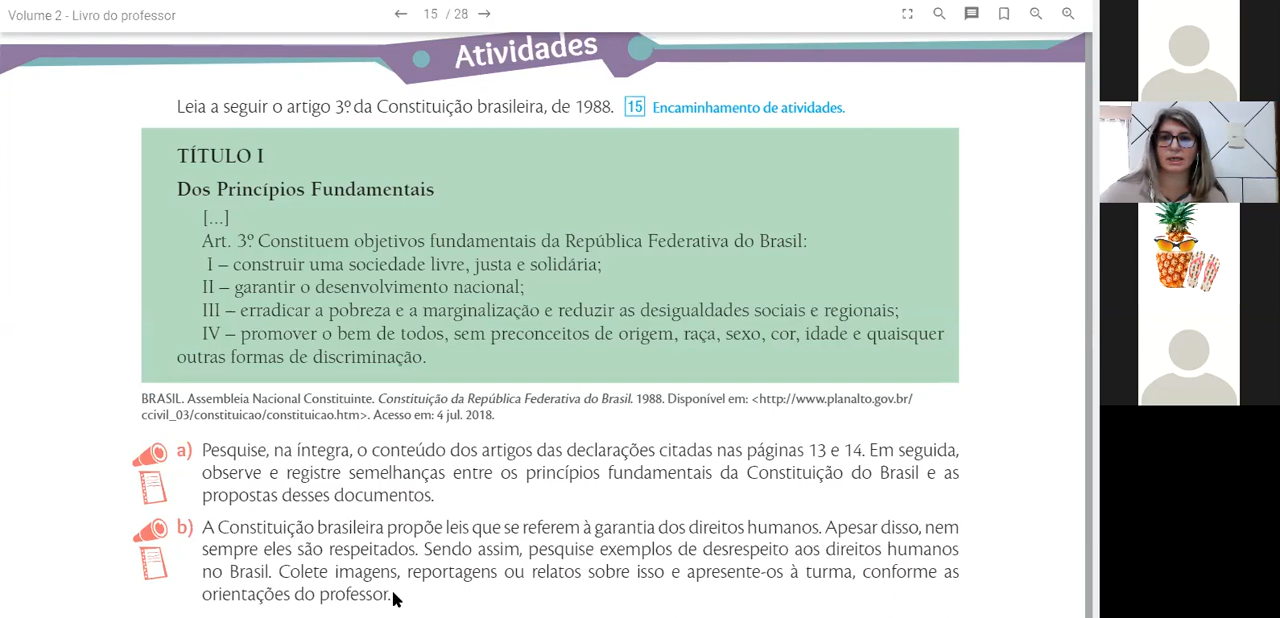 Volume 2 - Livro do professor
15 / 28
Atividades
Leia a seguir o artigo 3º. da Constituição brasileira, de 1988. 15 Encaminhamento de atividades.
TÍTULO I
Dos Princípios Fundamentais
[...]
Art. 3º. Constituem objetivos fundamentais da República Federativa do Brasil:
I – construir uma sociedade livre, justa e solidária;
II – garantir o desenvolvimento nacional;
III – erradicar a pobreza e a marginalização e reduzir as desigualdades sociais e regionais;
IV – promover o bem de todos, sem preconceitos de origem, raça, sexo, cor, idade e quaisquer
outras formas de discriminação.
BRASIL. Assembleia Nacional Constituinte. Constituição da República Federativa do Brasil. 1988. Disponível em: <http://www.planalto.gov.br/
ccivil_03/constituicao/constituicao.htm>. Acesso em: 4 jul. 2018.
a) Pesquise, na íntegra, o conteúdo dos artigos das declarações citadas nas páginas 13 e 14. Em seguida,
observe e registre semelhanças entre os princípios fundamentais da Constituição do Brasil e as
propostas desses documentos.
b) A Constituição brasileira propõe leis que se referem à garantia dos direitos humanos. Apesar disso, nem
sempre eles são respeitados. Sendo assim, pesquise exemplos de desrespeito aos direitos humanos
no Brasil. Colete imagens, reportagens ou relatos sobre isso e apresente-os à turma, conforme as
orientações do professor.